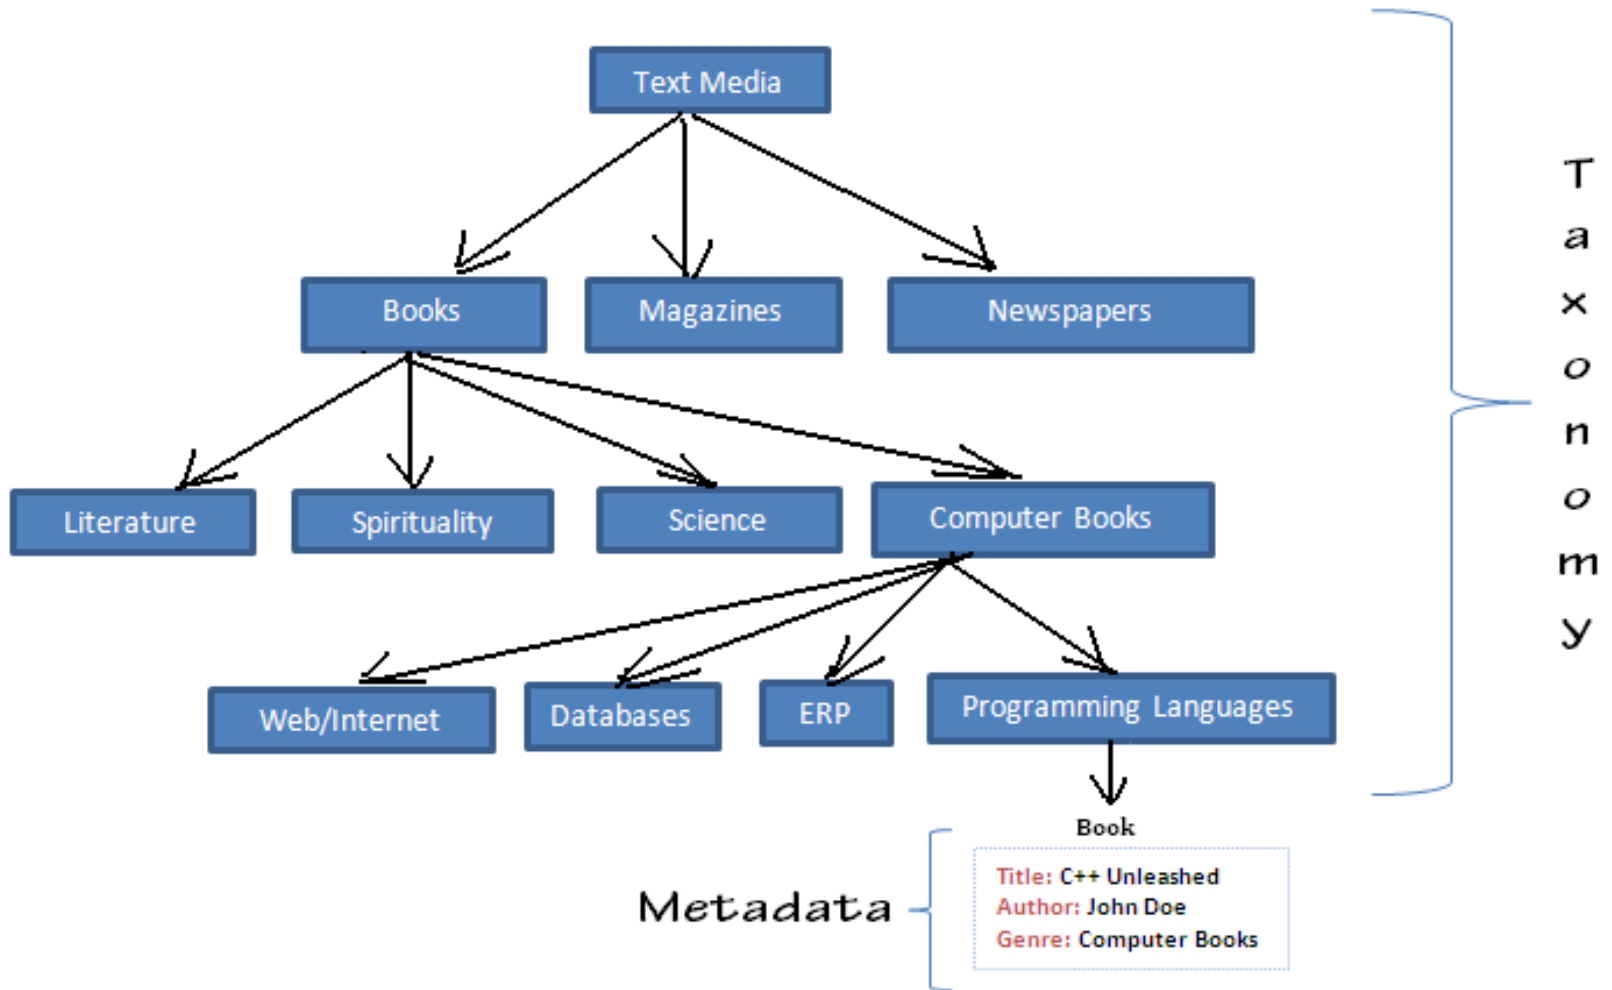 Text Media
Books
Magazines
Newspapers
Literature
Spirituality
Science
Computer Books
Web/Internet
Databases
ERP
Programming Languages
Taxonomy
Book
Metadata
Title: C++ Unleashed
Author: John Doe
Genre: Computer Books